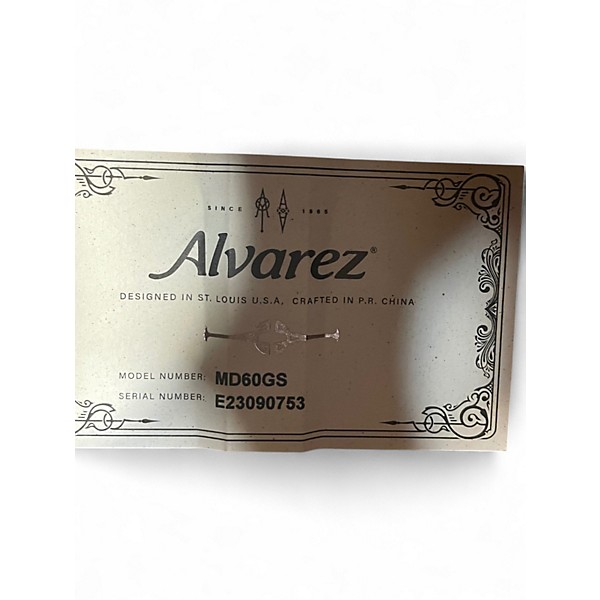 SINCE 1965
Alvarez®
DESIGNED IN ST. LOUIS U.S.A, CRAFTED IN P.R. CHINA
MODEL NUMBER: MD60GS
SERIAL NUMBER: E23090753